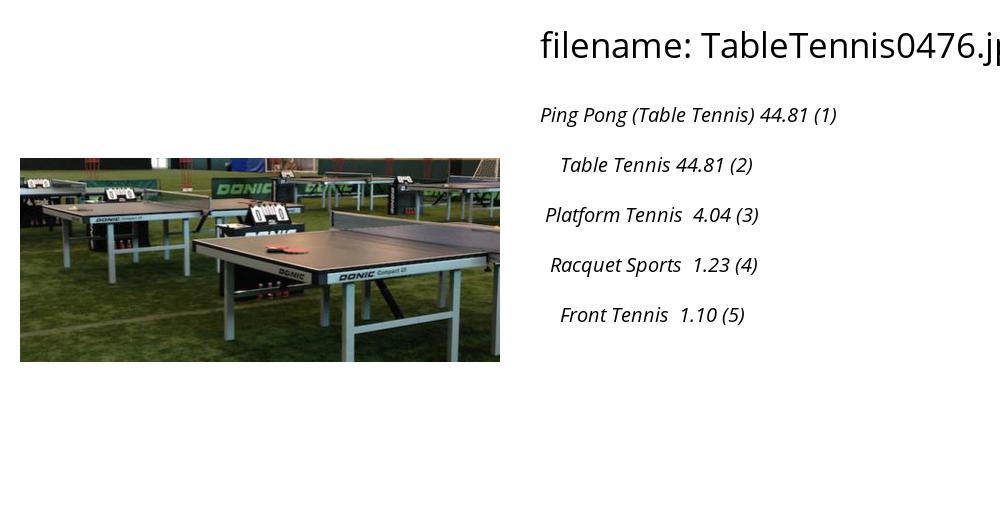 filename: TableTennis0476.jp
Ping Pong (Table Tennis) 44.81 (1)
Table Tennis 44.81 (2)
Platform Tennis 4.04 (3)
Racquet Sports 1.23 (4)
Front Tennis 1.10 (5)
DONIC
DONIC
DONIC
DONIC
DONIC Compact 25